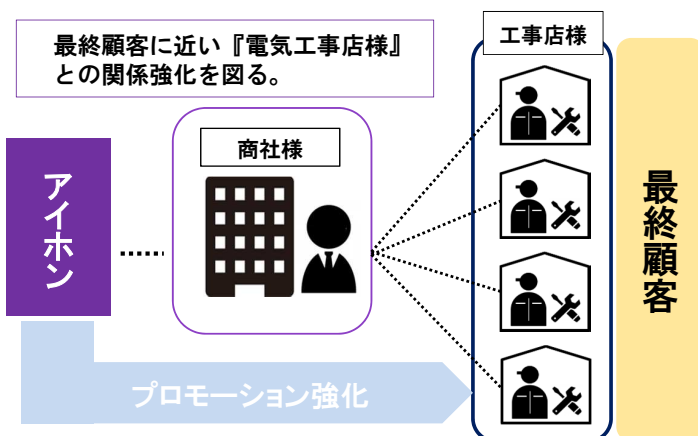 最終顧客に近い『電気工事店様』
との関係強化を図る。
工事店様
商社様
アイホン
最終顧客
プロモーション強化